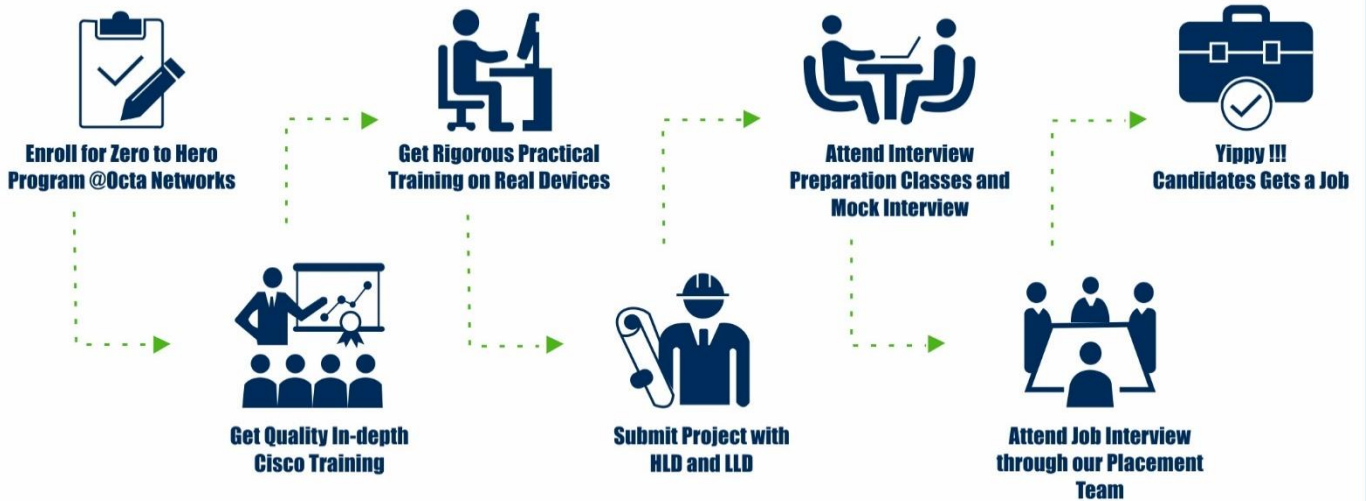 Enroll for Zero to Hero
Program @Octa Networks
Get Quality In-depth
Cisco Training
Get Rigorous Practical
Training on Real Devices
Submit Project with
HLD and LLD
Attend Interview
Preparation Classes and
Mock Interview
Attend Job Interview
through our Placement
Team
Yippy !!!
Candidates Gets a Job